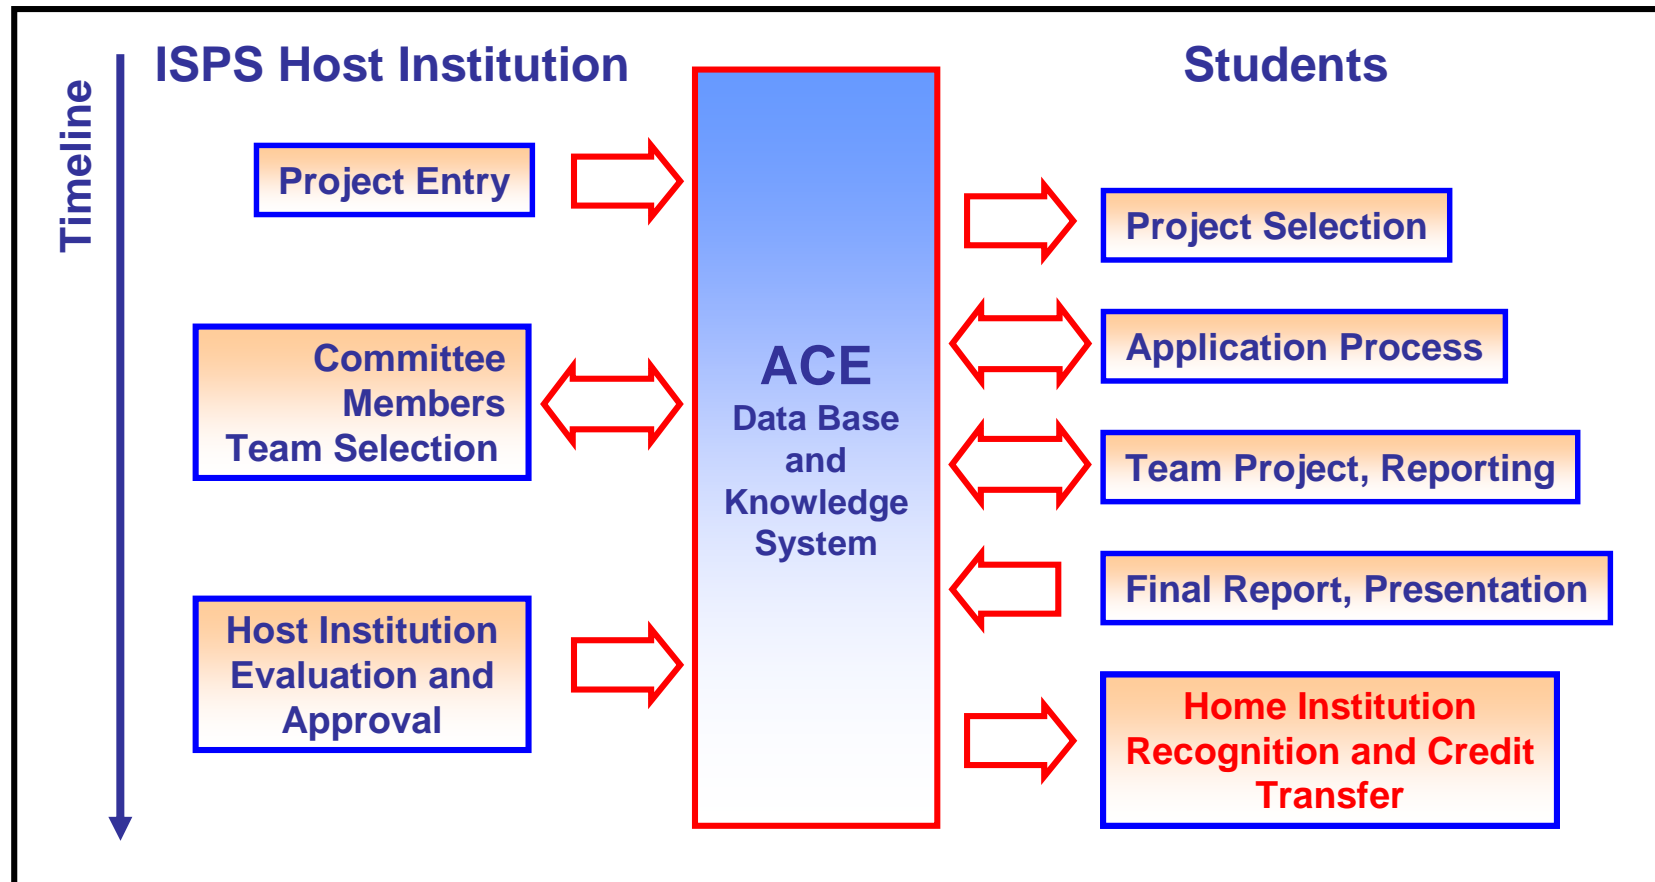 Timeline
ISPS Host Institution
Project Entry
Committee
Members
Team Selection
Host Institution
Evaluation and
Approval
ACE
Data Base
and
Knowledge
System
Students
Project Selection
Application Process
Team Project, Reporting
Final Report, Presentation
Home Institution
Recognition and Credit
Transfer